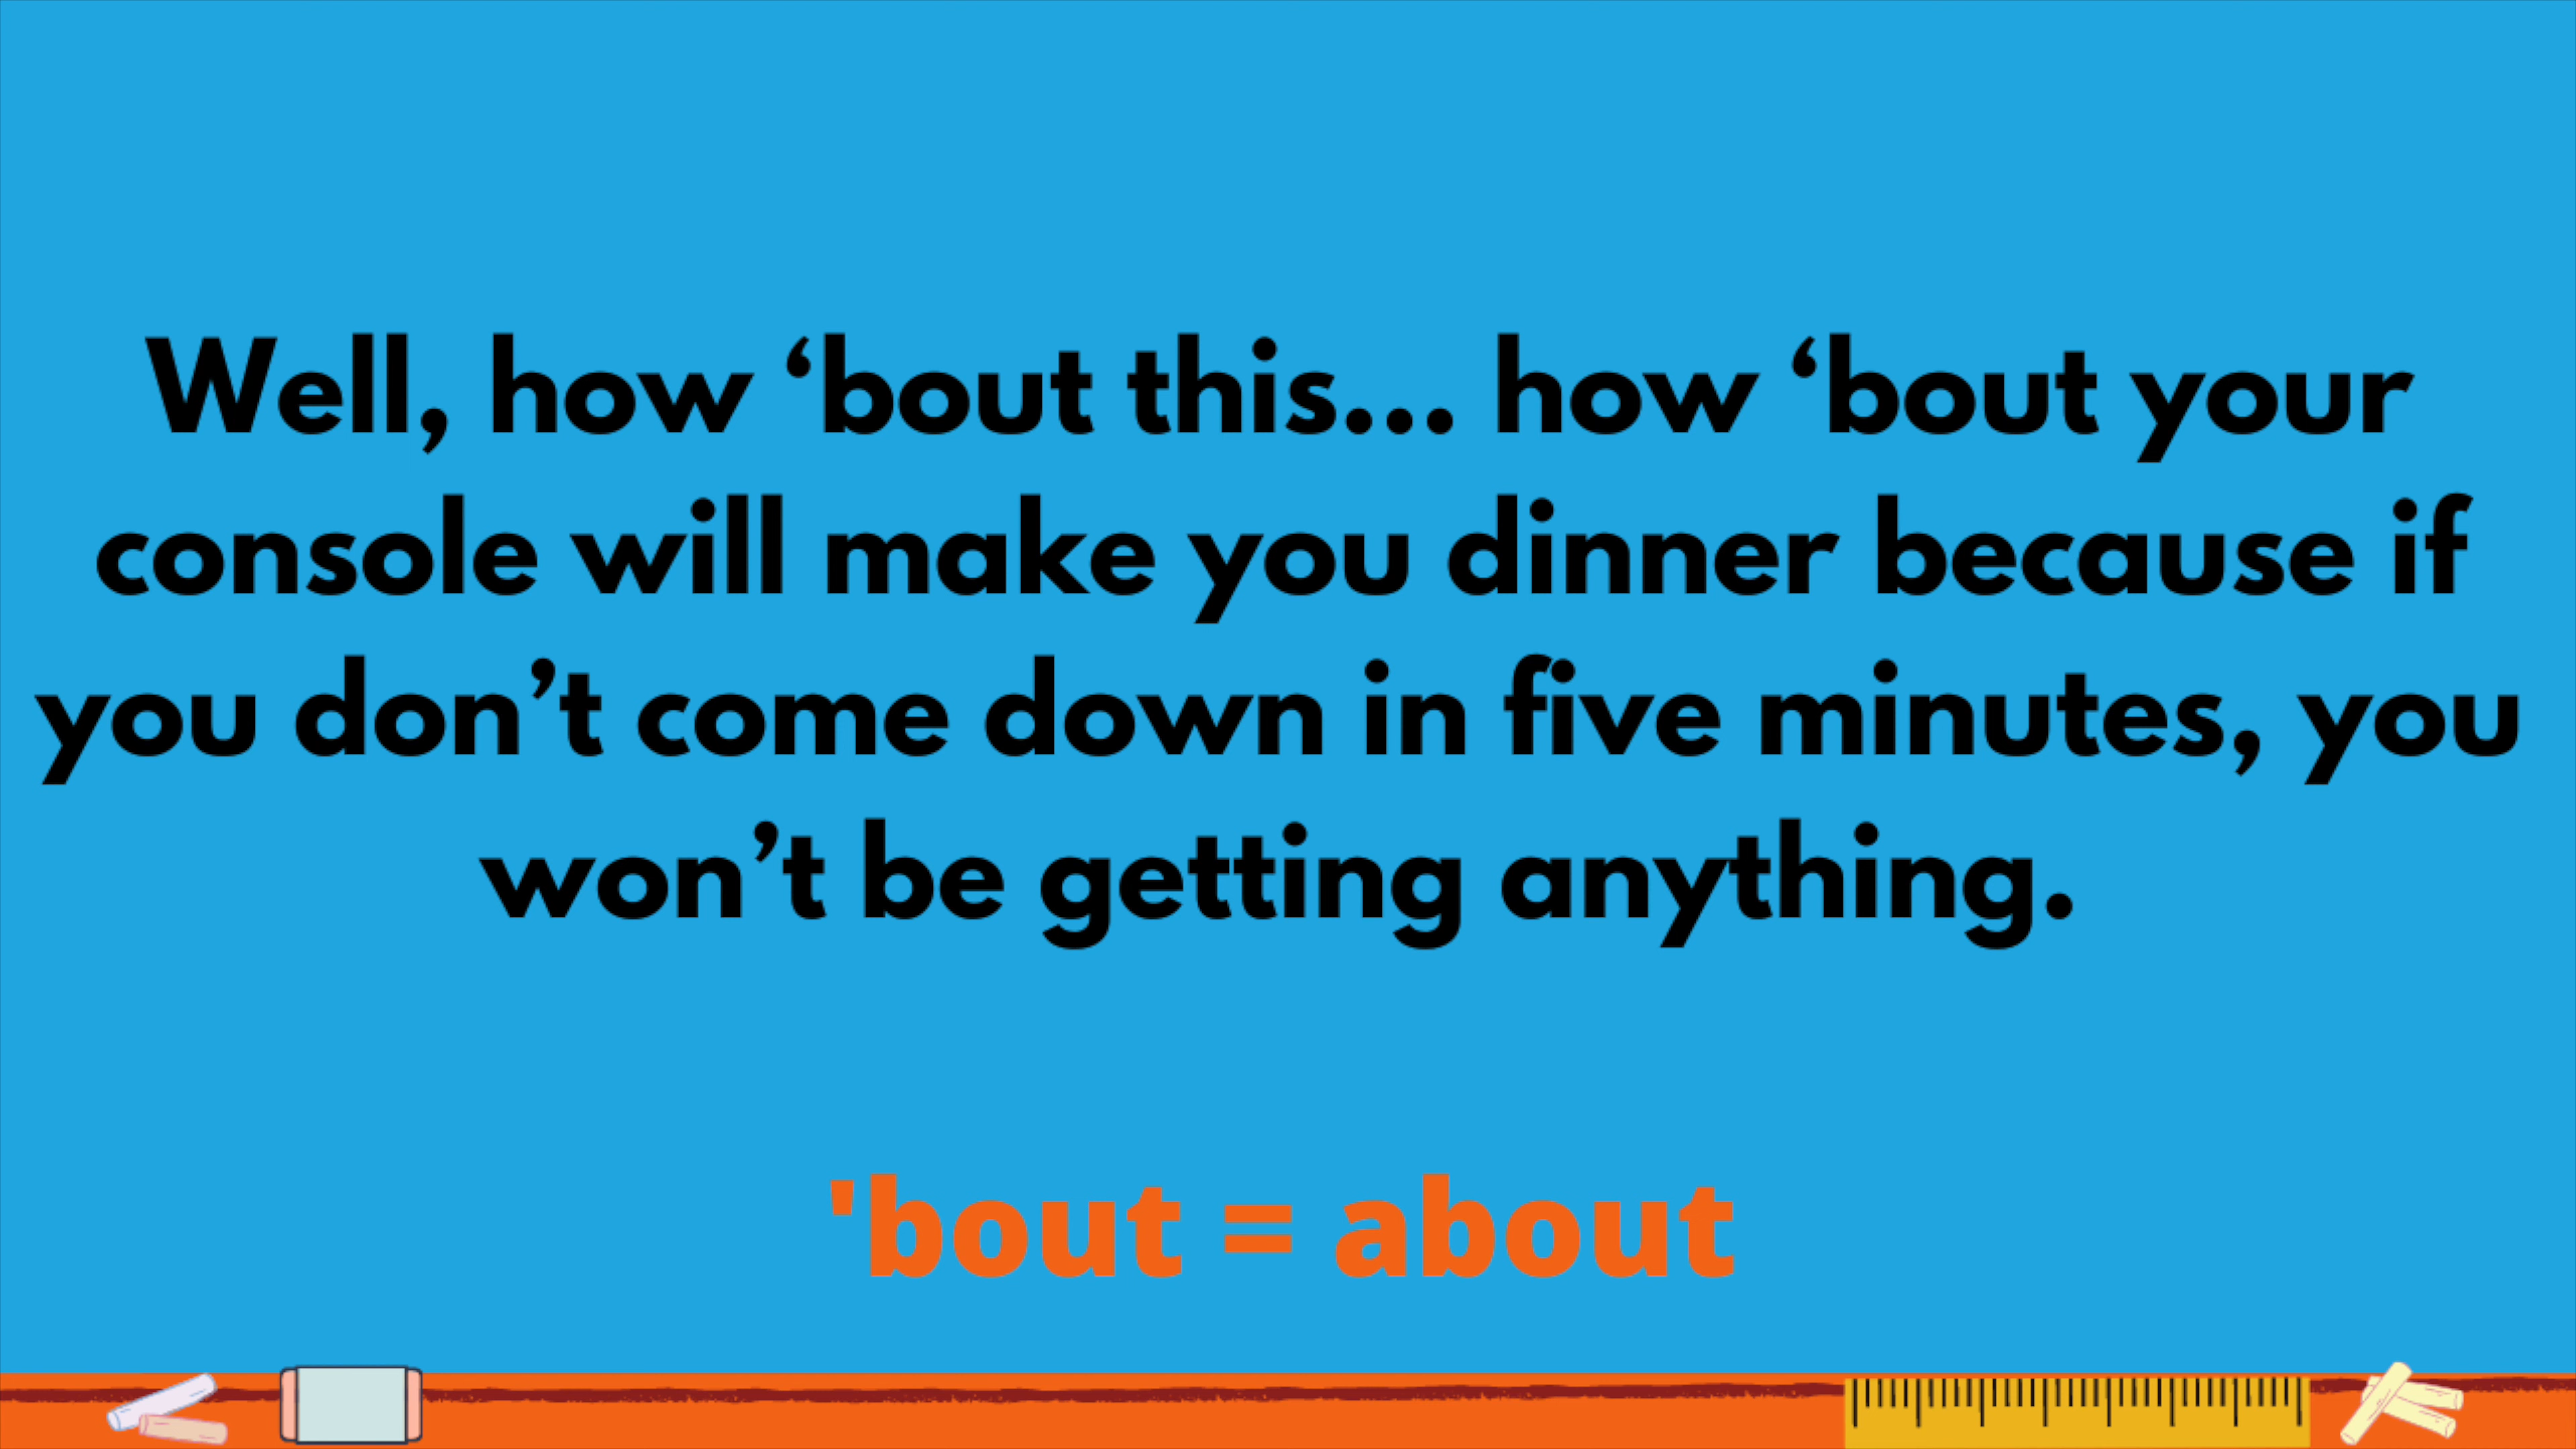 Well, how ‘bout this... how ‘bout your
console will make you dinner because if
you don’t come down in five minutes, you
won’t be getting anything.
'bout = about